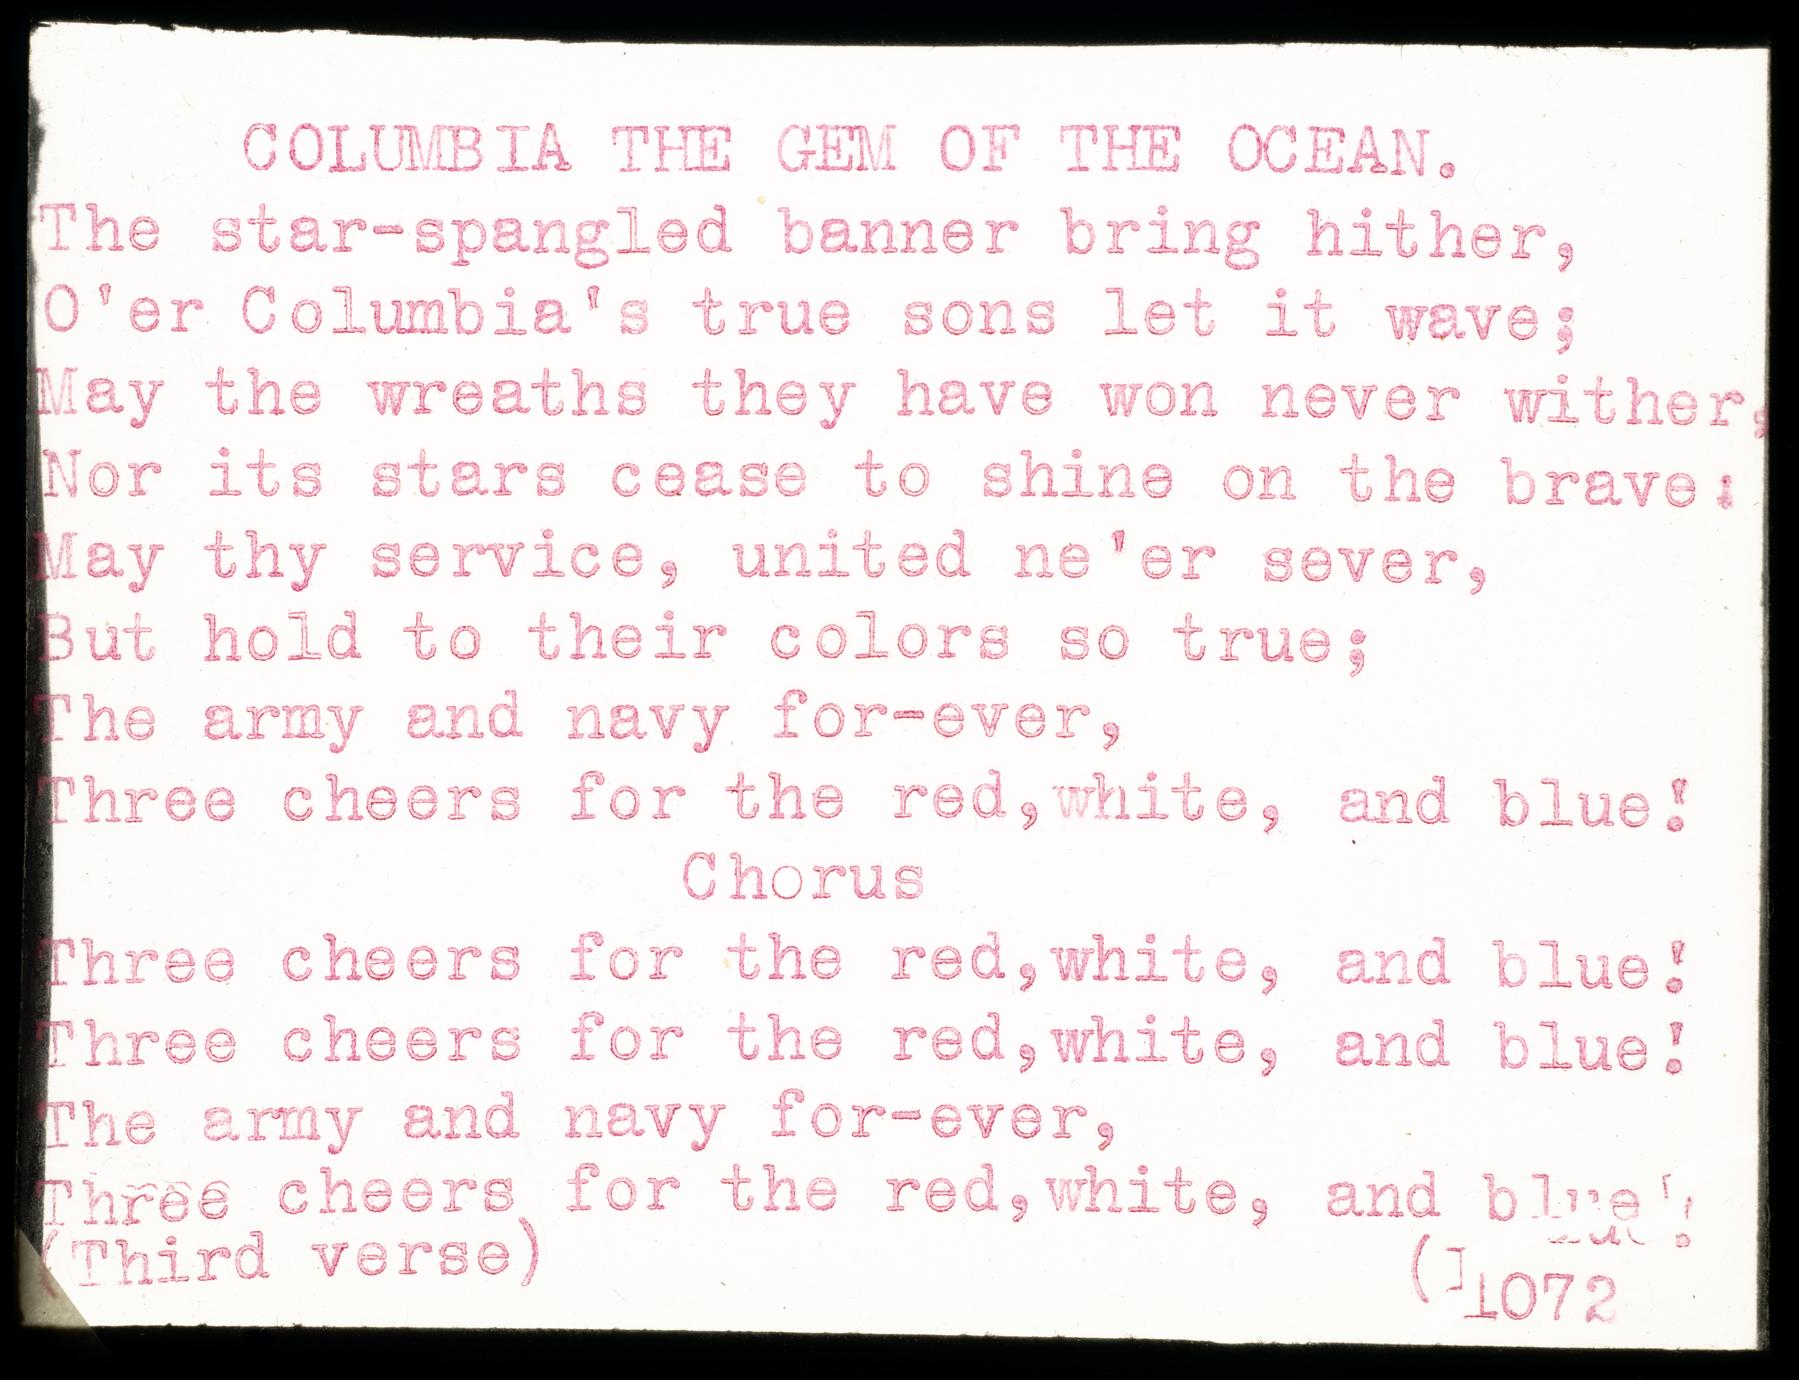 COLUMBIA THE GEM OF THE OCEAN.
The star-spangled banner bring hither,
O'er Columbia's true sons let it wave;
May the wreaths they have won never wither,
Nor its stars cease to shine on the brave:
May thy service, united ne'er sever,
But hold to their colors so true;
The army and navy for-ever,
Three cheers for the red,white, and blue!
Chorus
Three cheers for the red,white, and blue!
Three cheers for the red,white, and blue!
The army and navy for-ever,
Three cheers for the red,white, and blue!
(Third verse)
1072